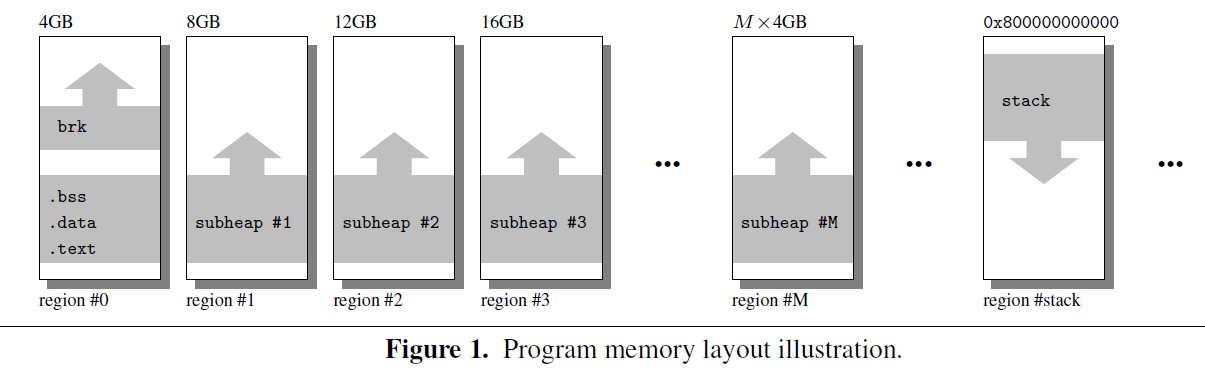 4GB 8GB 12GB 16GB M×4GB 0x800000000000
stack
brk
.bss
.data
.text
subheap #1 subheap #2 subheap #3 ... subheap #M ... ...
region #0 region #1 region #2 region #3 region #M region #stack
Figure 1. Program memory layout illustration.